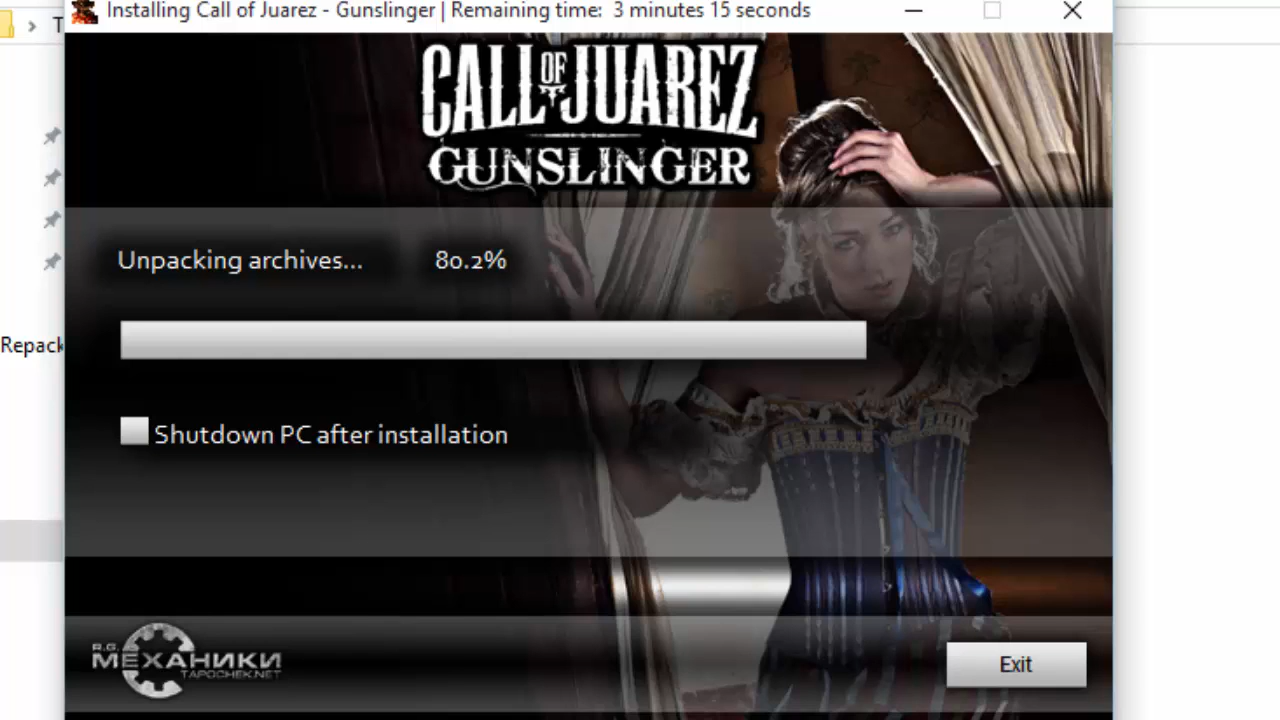 Installing Call of Juarez - Gunslinger | Remaining time: 3 minutes 15 seconds
CALL OF JUAREZ
GUNSLINGER
Unpacking archives... 80.2%
Repack
Shutdown PC after installation
R.G.
МЕХАНИКИ
TAPOCHEK.NET
Exit